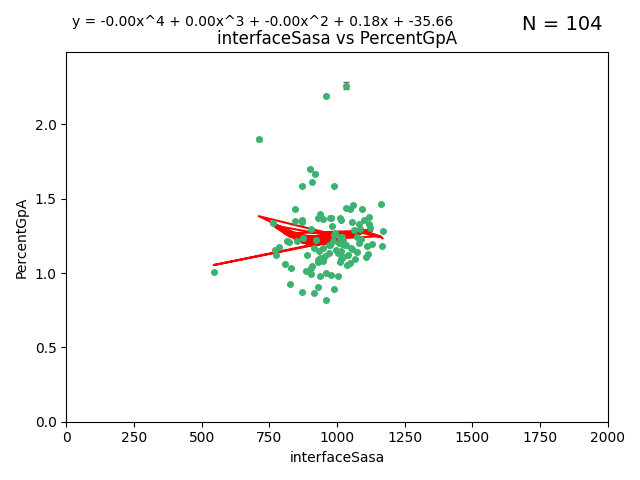 y = -0.00x^4 + 0.00x^3 + -0.00x^2 + 0.18x + -35.66
N = 104
interfaceSasa vs PercentGpA
PercentGpA
2.0
1.5
1.0
0.5
0.0
0 250 500 750 1000 1250 1500 1750 2000
interfaceSasa